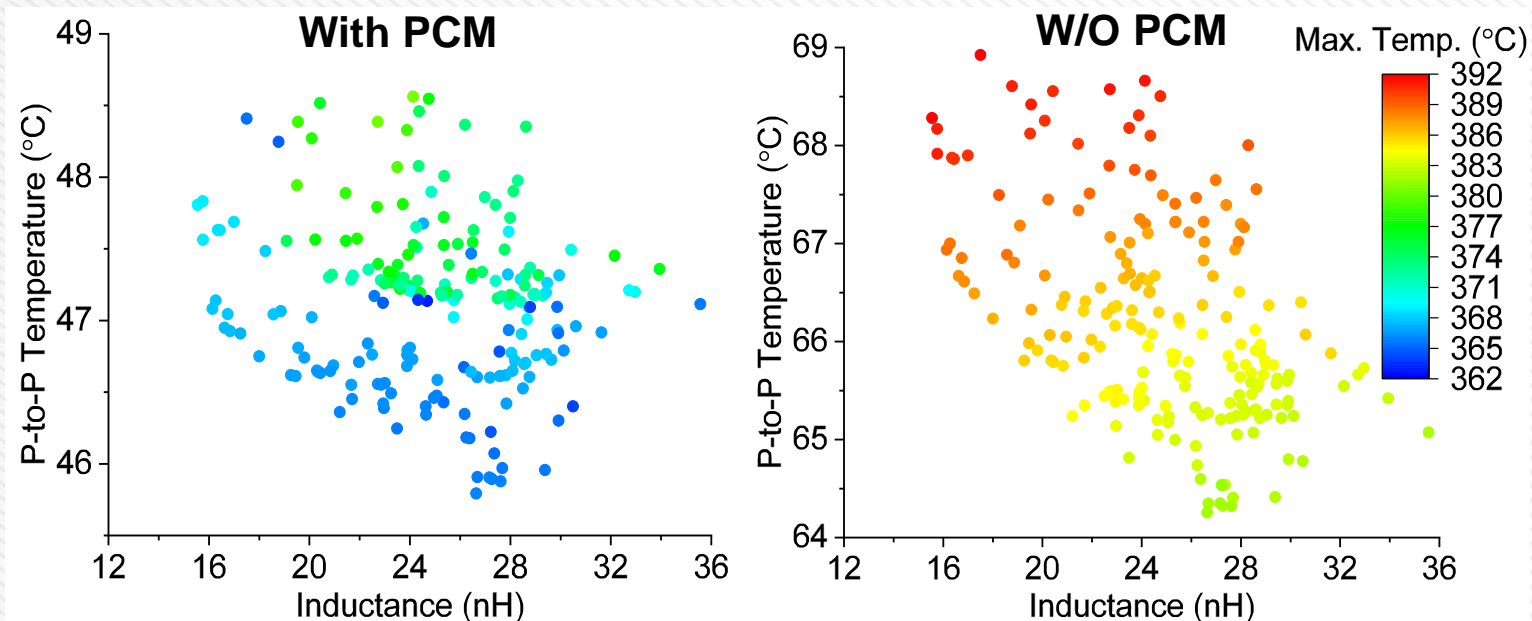 With PCM
49
48
47
46
P-to-P Temperature (°C)
12 16 20 24 28 32 36
Inductance (nH)
W/O PCM
69
68
67
66
65
64
P-to-P Temperature (°C)
12 16 20 24 28 32 36
Inductance (nH)
Max. Temp. (°C)
392
389
386
383
380
377
374
371
368
365
362